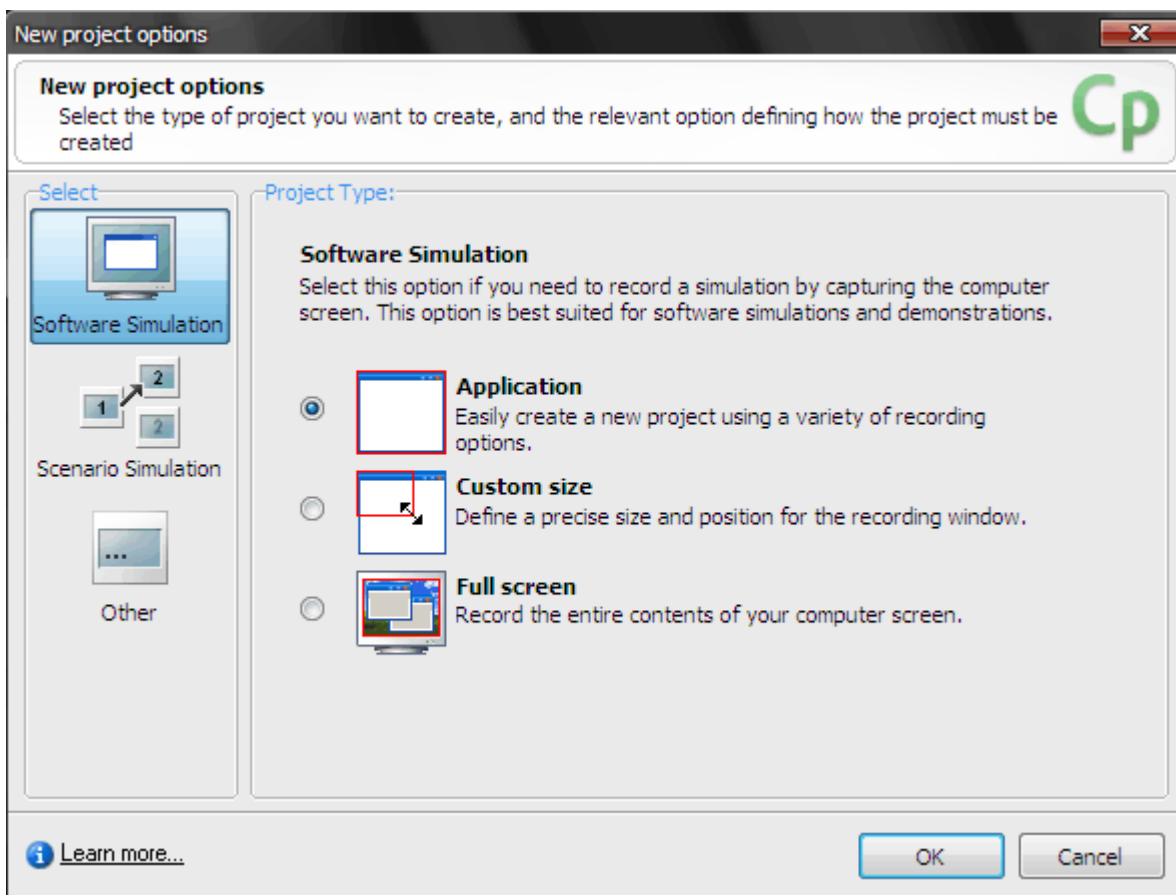 New project options
New project options
Select the type of project you want to create, and the relevant option defining how the project must be
created
Cp
Select
Software Simulation
1
2
2
Scenario Simulation
...
Other
Project Type:
Software Simulation
Select this option if you need to record a simulation by capturing the computer
screen. This option is best suited for software simulations and demonstrations.
Application
Easily create a new project using a variety of recording
options.
Custom size
Define a precise size and position for the recording window.
Full screen
Record the entire contents of your computer screen.
Learn more...
OK
Cancel